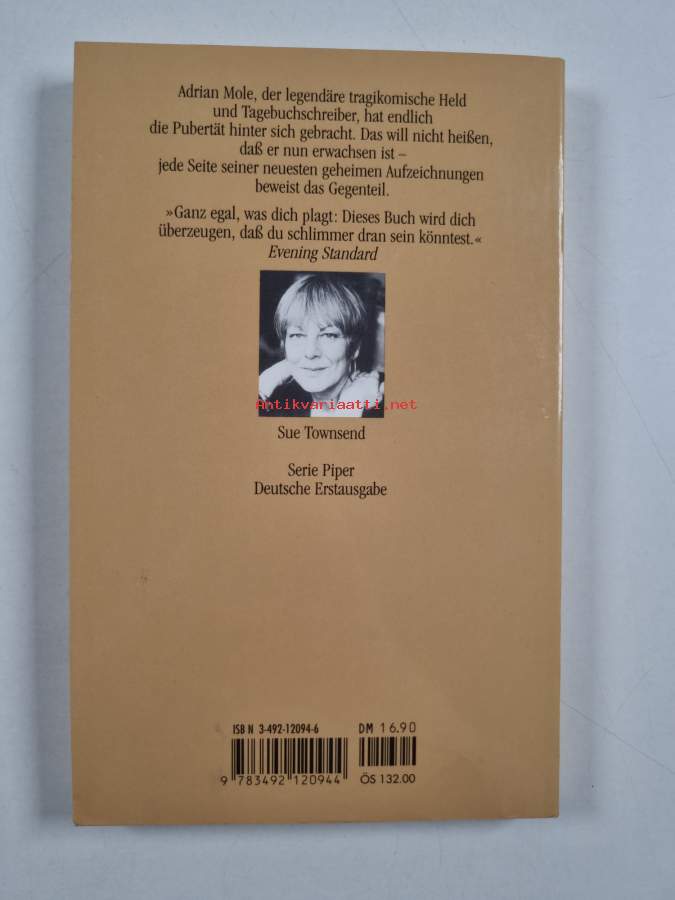 Adrian Mole, der legendäre tragikomische Held
und Tagebuchschreiber, hat endlich
die Pubertät hinter sich gebracht. Das will nicht heißen,
daß er nun erwachsen ist –
jede Seite seiner neuesten geheimen Aufzeichnungen
beweist das Gegenteil.
»Ganz egal, was dich plagt: Dieses Buch wird dich
überzeugen, daß du schlimmer dran sein könntest.«
Evening Standard
Antikvariaatti.net
Sue Townsend
Serie Piper
Deutsche Erstausgabe
ISBN 3-492-12094-6 DM 16.90
9 783492 120944 ÖS 132.00